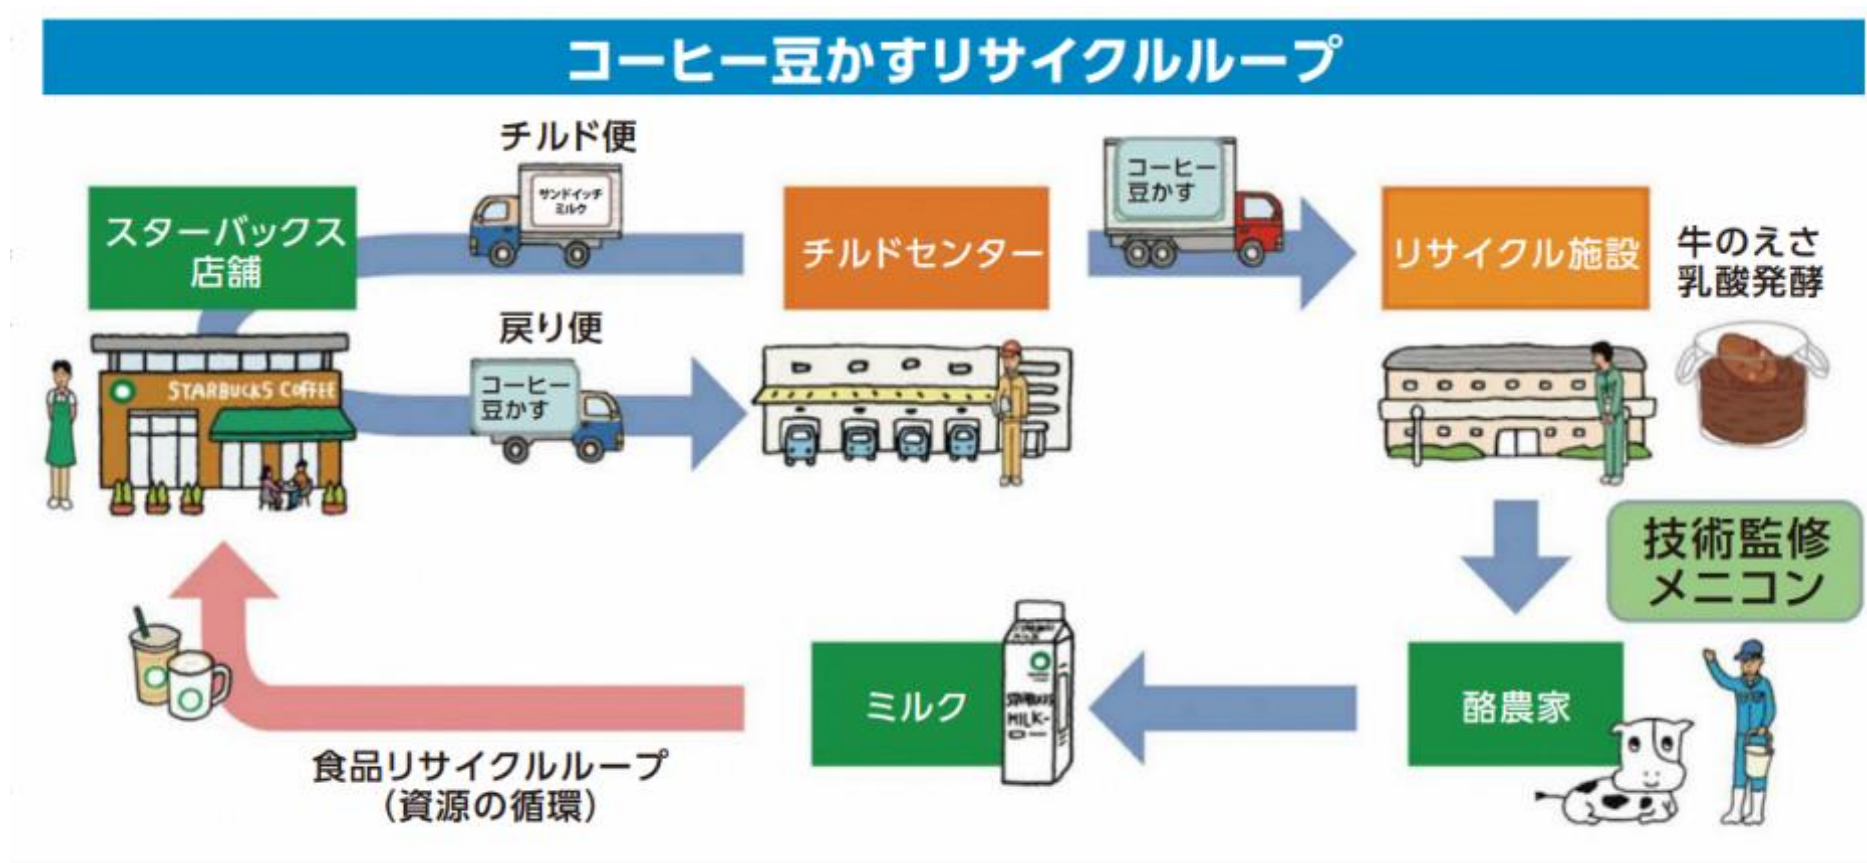 コーヒー豆かすリサイクルループ
チルド便
サンドイッチ
ミルク
コーヒー
豆かす
スターバックス
店舗
チルドセンター
リサイクル施設
牛のえさ
乳酸発酵
戻り便
コーヒー
豆かす
STARBUCKS COFFEE
技術監修
メニコン
ミルク
STARBUCKS
MILK
酪農家
食品リサイクルループ
（資源の循環）